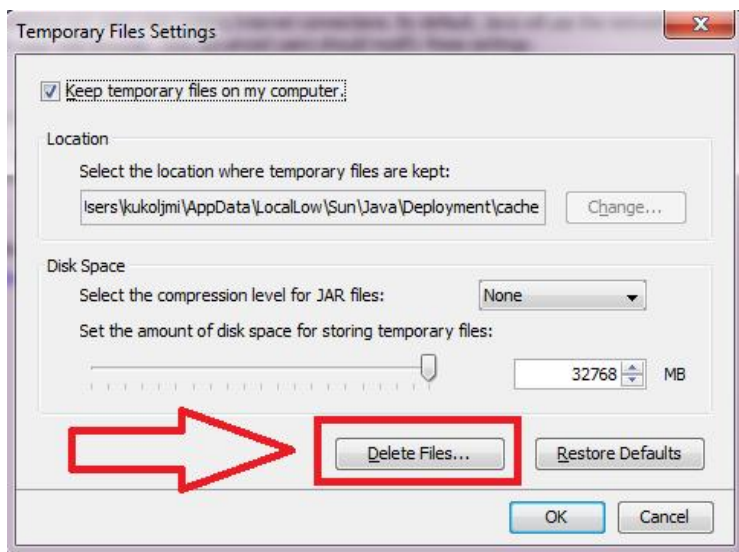 Temporary Files Settings
Keep temporary files on my computer.
Location
Select the location where temporary files are kept:
sers\kukoljmi\AppData\LocalLow\Sun\Java\Deployment\cache
Change...
Disk Space
Select the compression level for JAR files:
None
Set the amount of disk space for storing temporary files:
32768
MB
Delete Files...
Restore Defaults
OK
Cancel